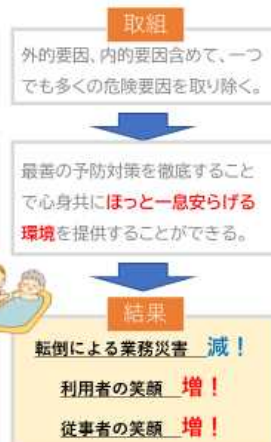 取組
外的要因、内的要因含めて、一つ
でも多くの危険要因を取り除く。
最善の予防対策を徹底すること
で心身共にほっと一息安らげる
環境を提供することができる。
結果
転倒による業務災害 減!
利用者の笑顔 増!
従事者の笑顔 増!